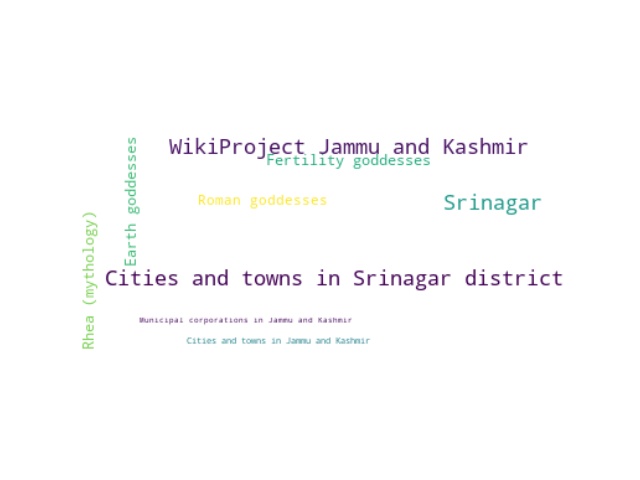 WikiProject Jammu and Kashmir
Fertility goddesses
Earth goddesses
Roman goddesses
Srinagar
Rhea (mythology)
Cities and towns in Srinagar district
Municipal corporations in Jammu and Kashmir
Cities and towns in Jammu and Kashmir